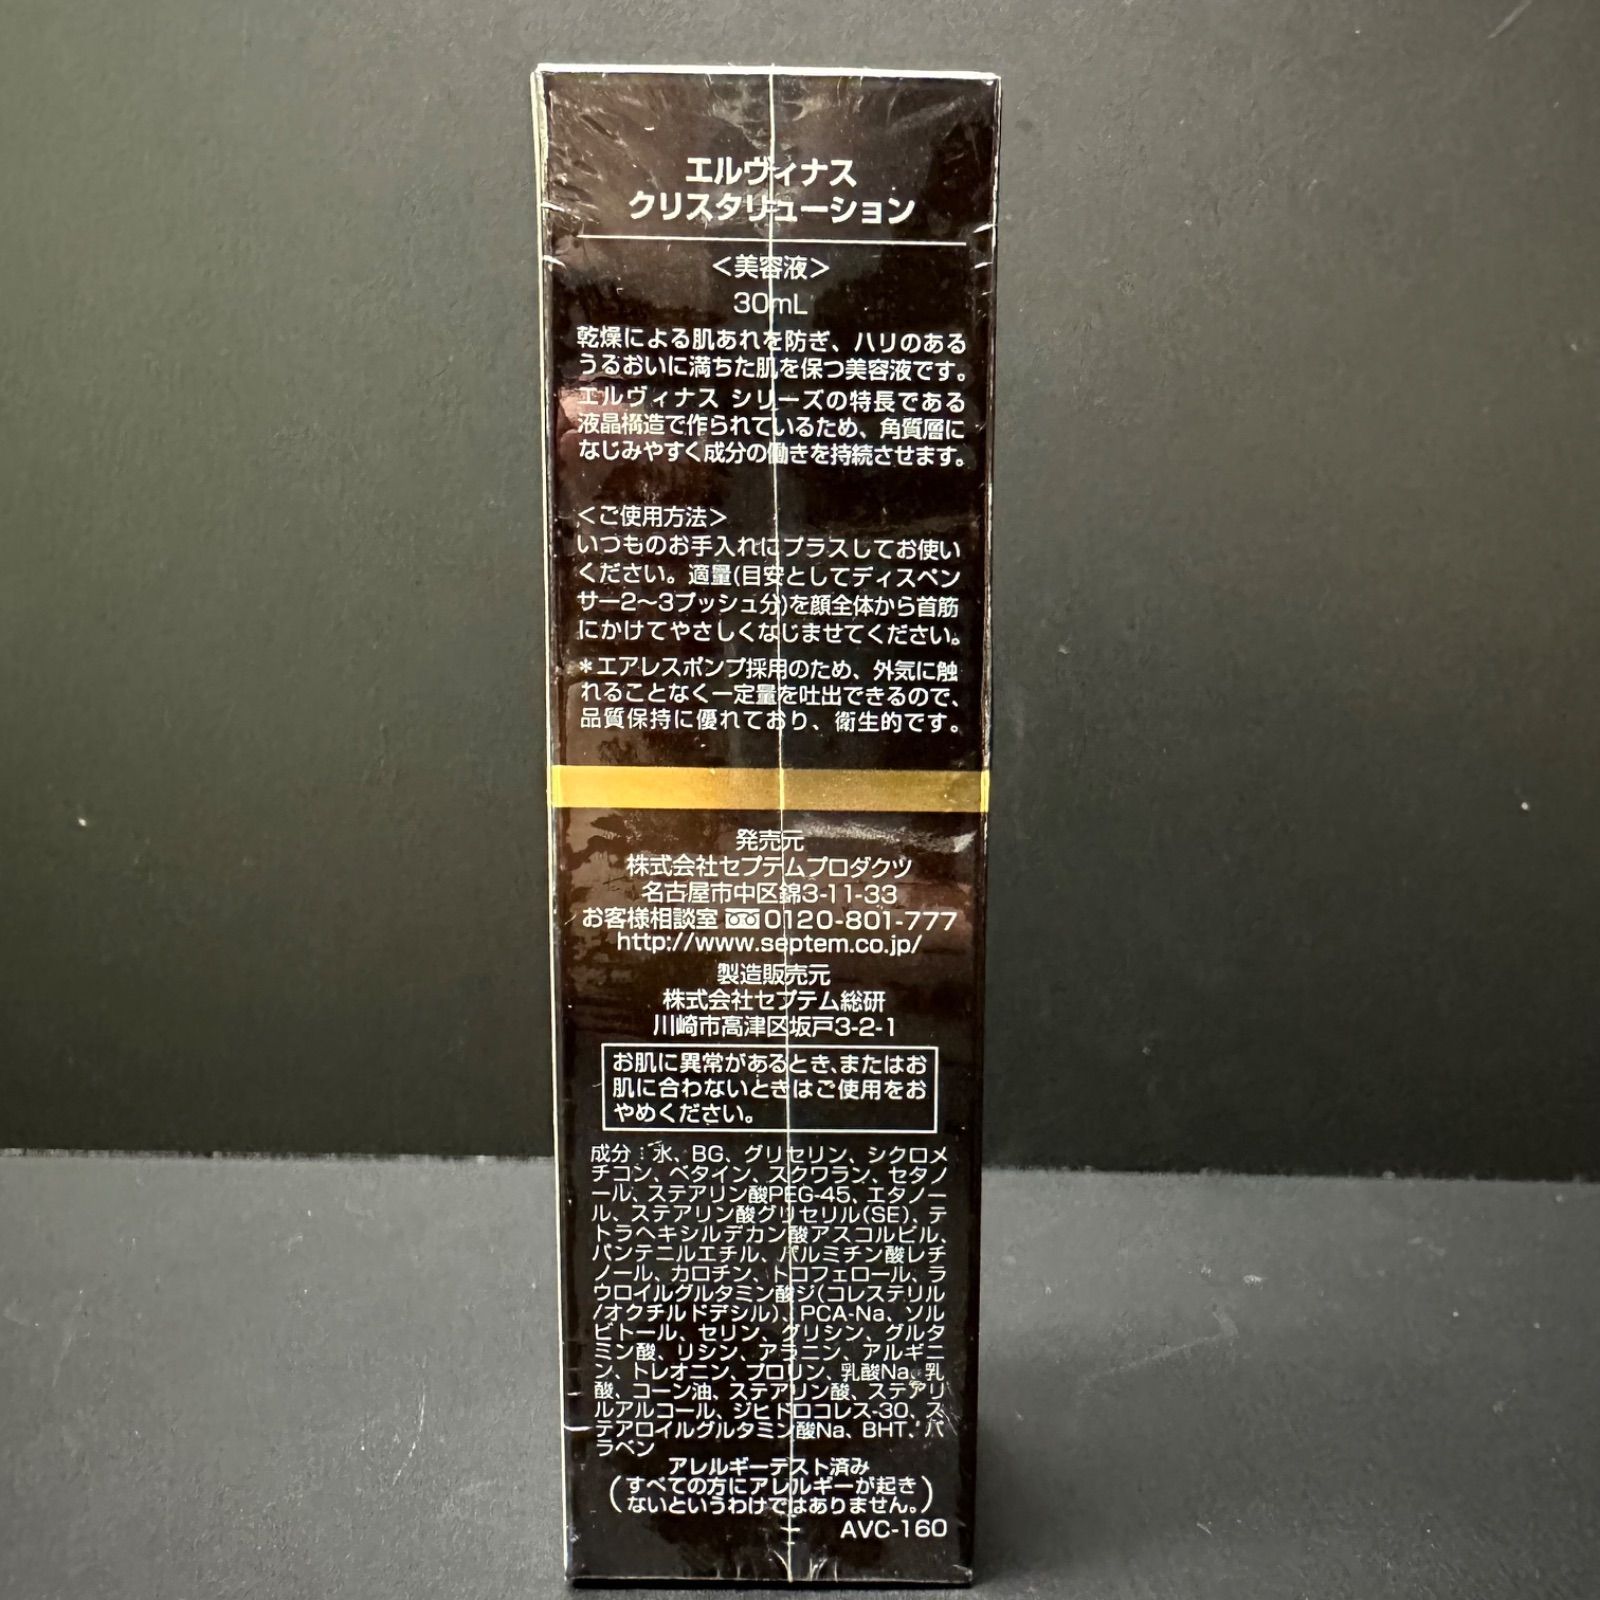 エルヴィナス
クリスタリューション
＜美容液＞
30mL
乾燥による肌あれを防ぎ、ハリのある
うるおいに満ちた肌を保つ美容液です。
エルヴィナス シリーズの特長である
液晶構造で作られているため、角質層に
なじみやすく成分の働きを持続させます。
＜ご使用方法＞
いつものお手入れにプラスしてお使い
ください。適量(目安としてディスペン
サー2〜3プッシュ分)を顔全体から首筋
にかけてやさしくなじませてください。
＊エアレスポンプ採用のため、外気に触
れることなく一定量を吐出できるので、
品質保持に優れており、衛生的です。
発売元
株式会社セプテムプロダクツ
名古屋市中区錦3-11-33
お客様相談室 0120-801-777
http://www.septem.co.jp/
製造販売元
株式会社セプテム総研
川崎市高津区坂戸3-2-1
お肌に異常があるとき、またはお
肌に合わないときはご使用をお
やめください。
成分：水、BG、グリセリン、シクロメ
チコン、ベタイン、スクワラン、セタノ
ール、ステアリン酸PEG-45、エタノー
ル、ステアリン酸グリセリル(SE)、テ
トラヘキシルデカン酸アスコルビル、
パンテニルエチル、パルミチン酸レチ
ノール、カロチン、トコフェロール、ラ
ウロイルグルタミン酸ジ(コレステリル
/オクチルドデシル)、PCA-Na、ソル
ビトール、セリン、グリシン、グルタ
ミン酸、リシン、アラニン、アルギニ
ン、トレオニン、プロリン、乳酸Na、乳
酸、コーン油、ステアリン酸、ステアリ
ルアルコール、ジヒドロコレス-30、ス
テアロイルグルタミン酸Na、BHT、パ
ラベン
アレルギーテスト済み
(すべての方にアレルギーが起き
ないというわけではありません。)
AVC-160